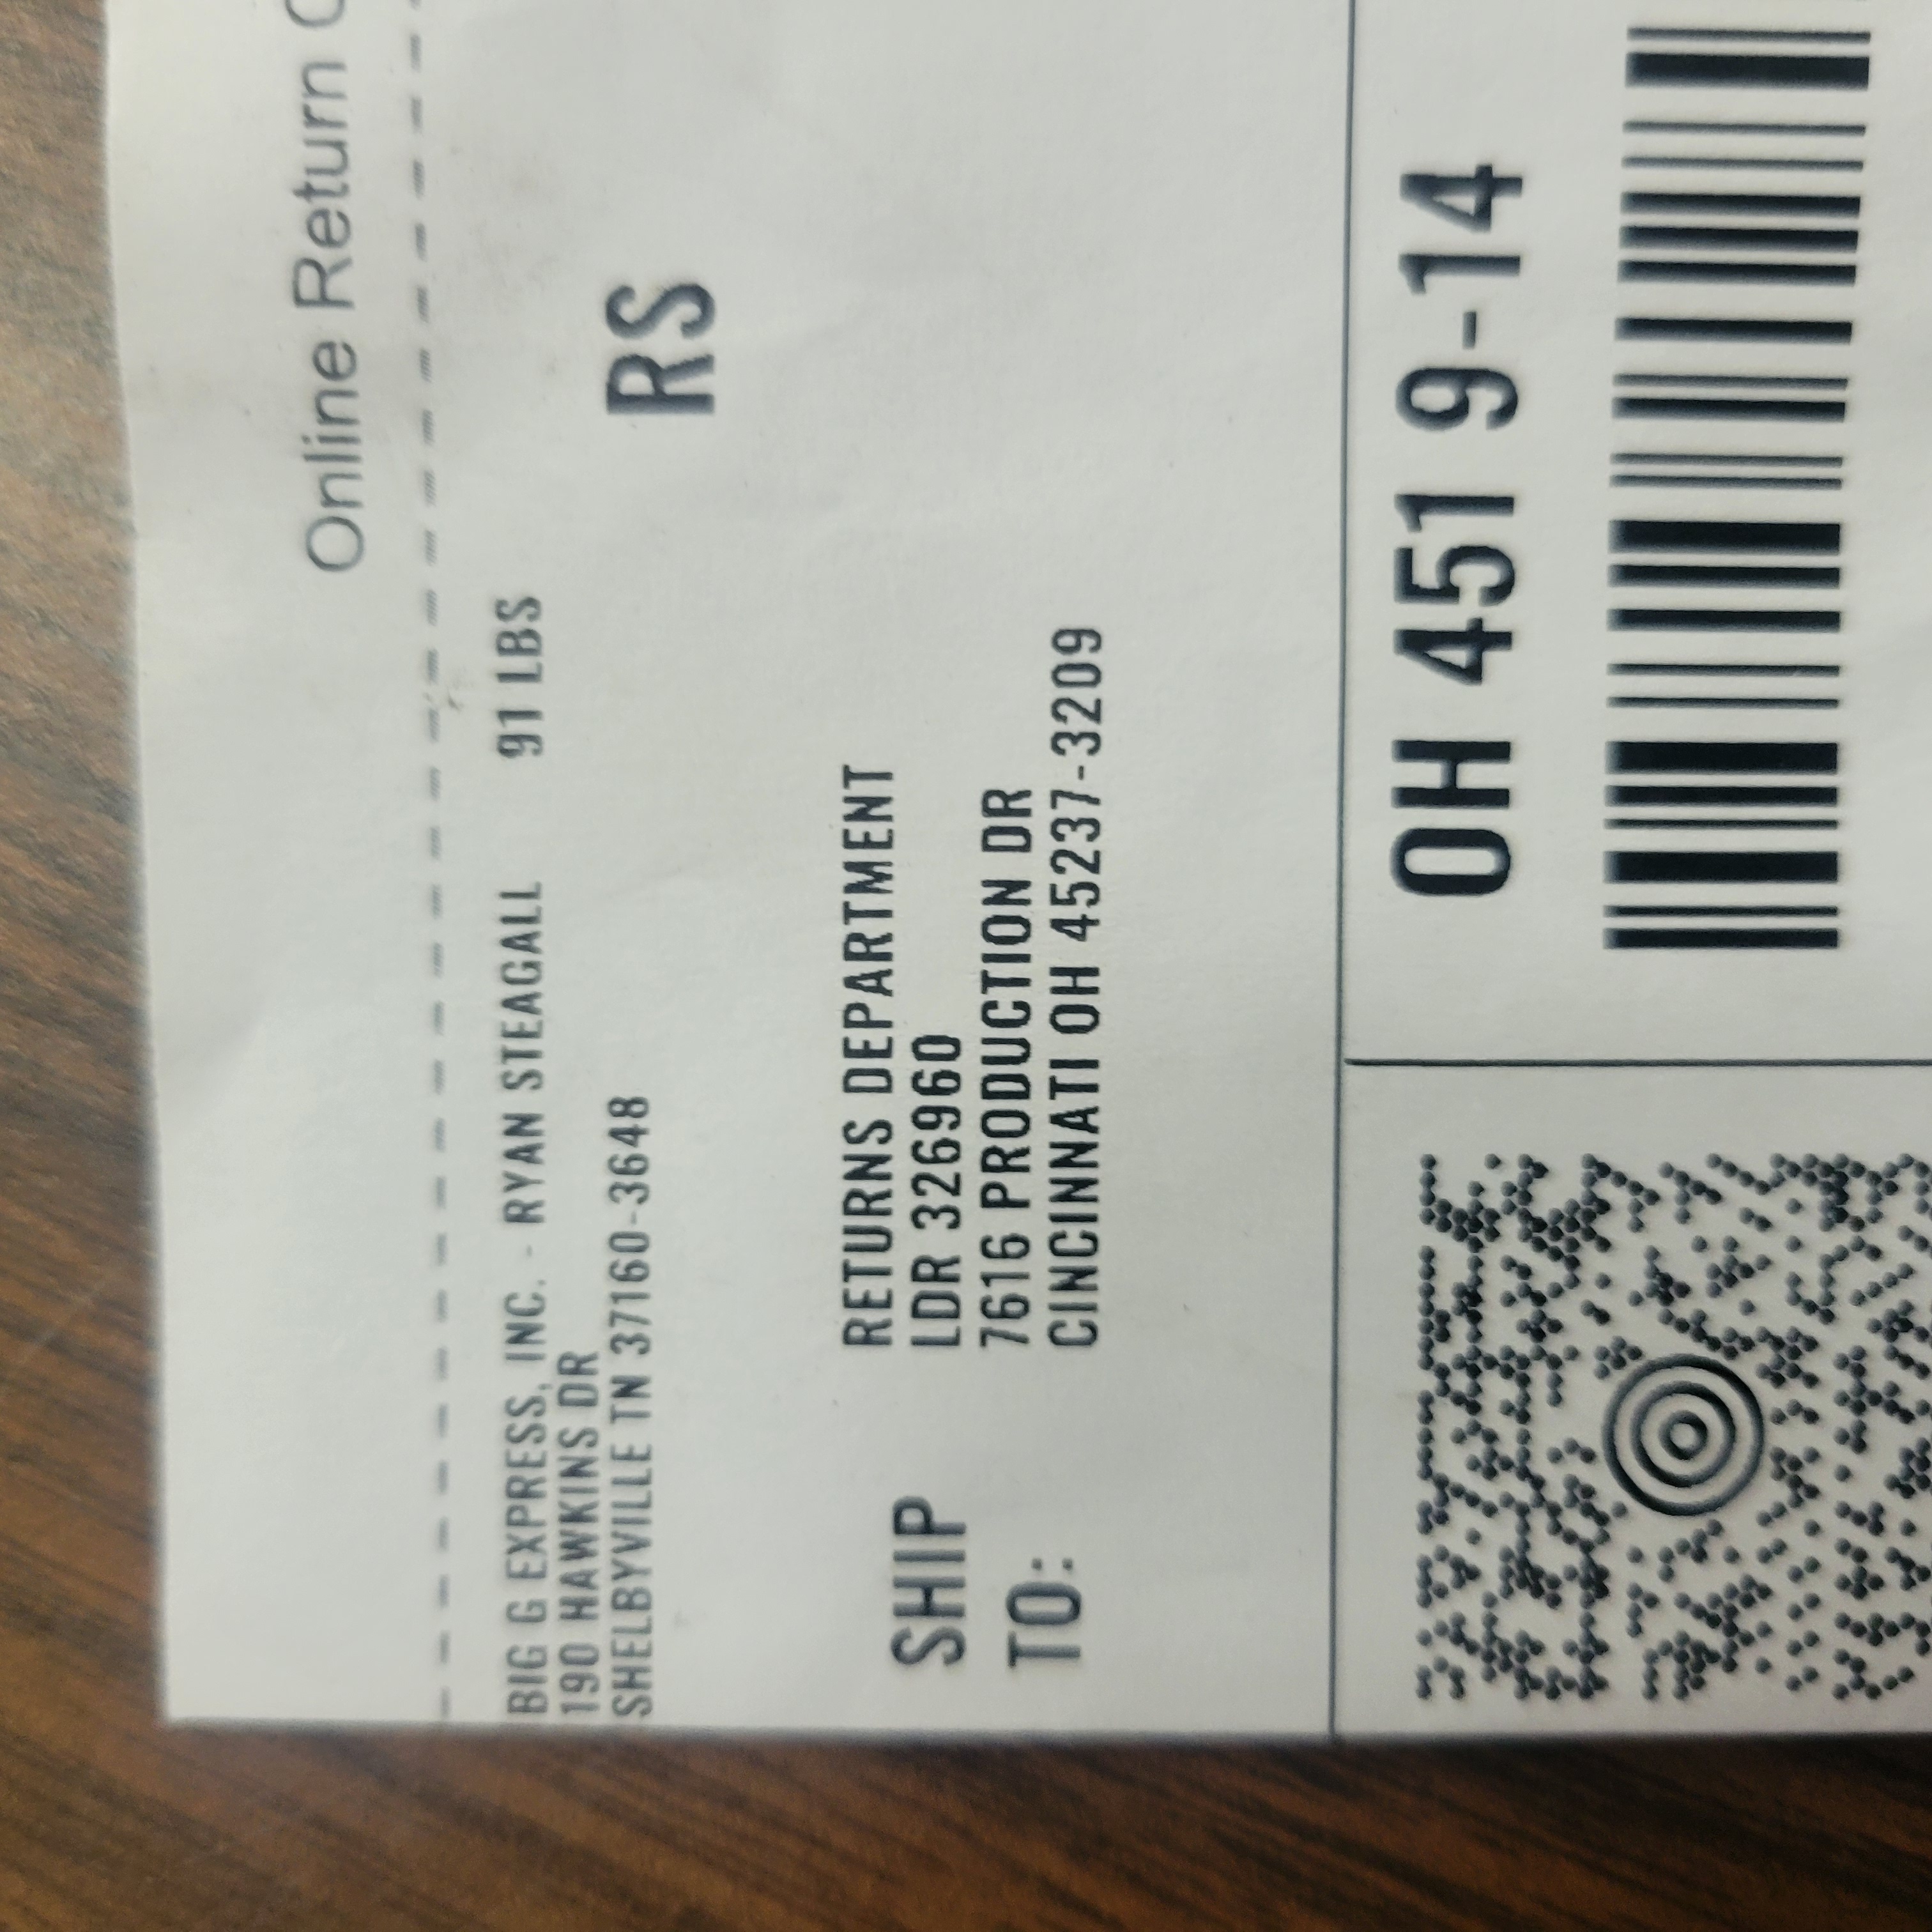 Online Return
BIG G EXPRESS, INC. - RYAN STEAGALL 91 LBS
190 HAWKINS DR
SHELBYVILLE TN 37160-3648
RS
SHIP
TO:
RETURNS DEPARTMENT
LDR 326960
7616 PRODUCTION DR
CINCINNATI OH 45237-3209
OH 451 9-14